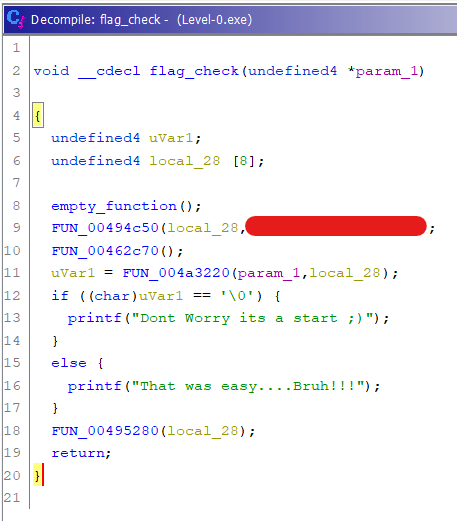 Decompile: flag_check - (Level-0.exe)
1
2 void __cdecl flag_check(undefined4 *param_1)
3
4 {
5 undefined4 uVar1;
6 undefined4 local_28 [8];
7
8 empty_function();
9 FUN_00494c50(local_28, ;
10 FUN_00462c70();
11 uVar1 = FUN_004a3220(param_1,local_28);
12 if ((char)uVar1 == '\0') {
13 printf("Dont Worry its a start ;)");
14 }
15 else {
16 printf("That was easy....Bruh!!!");
17 }
18 FUN_00495280(local_28);
19 return;
20 }
21